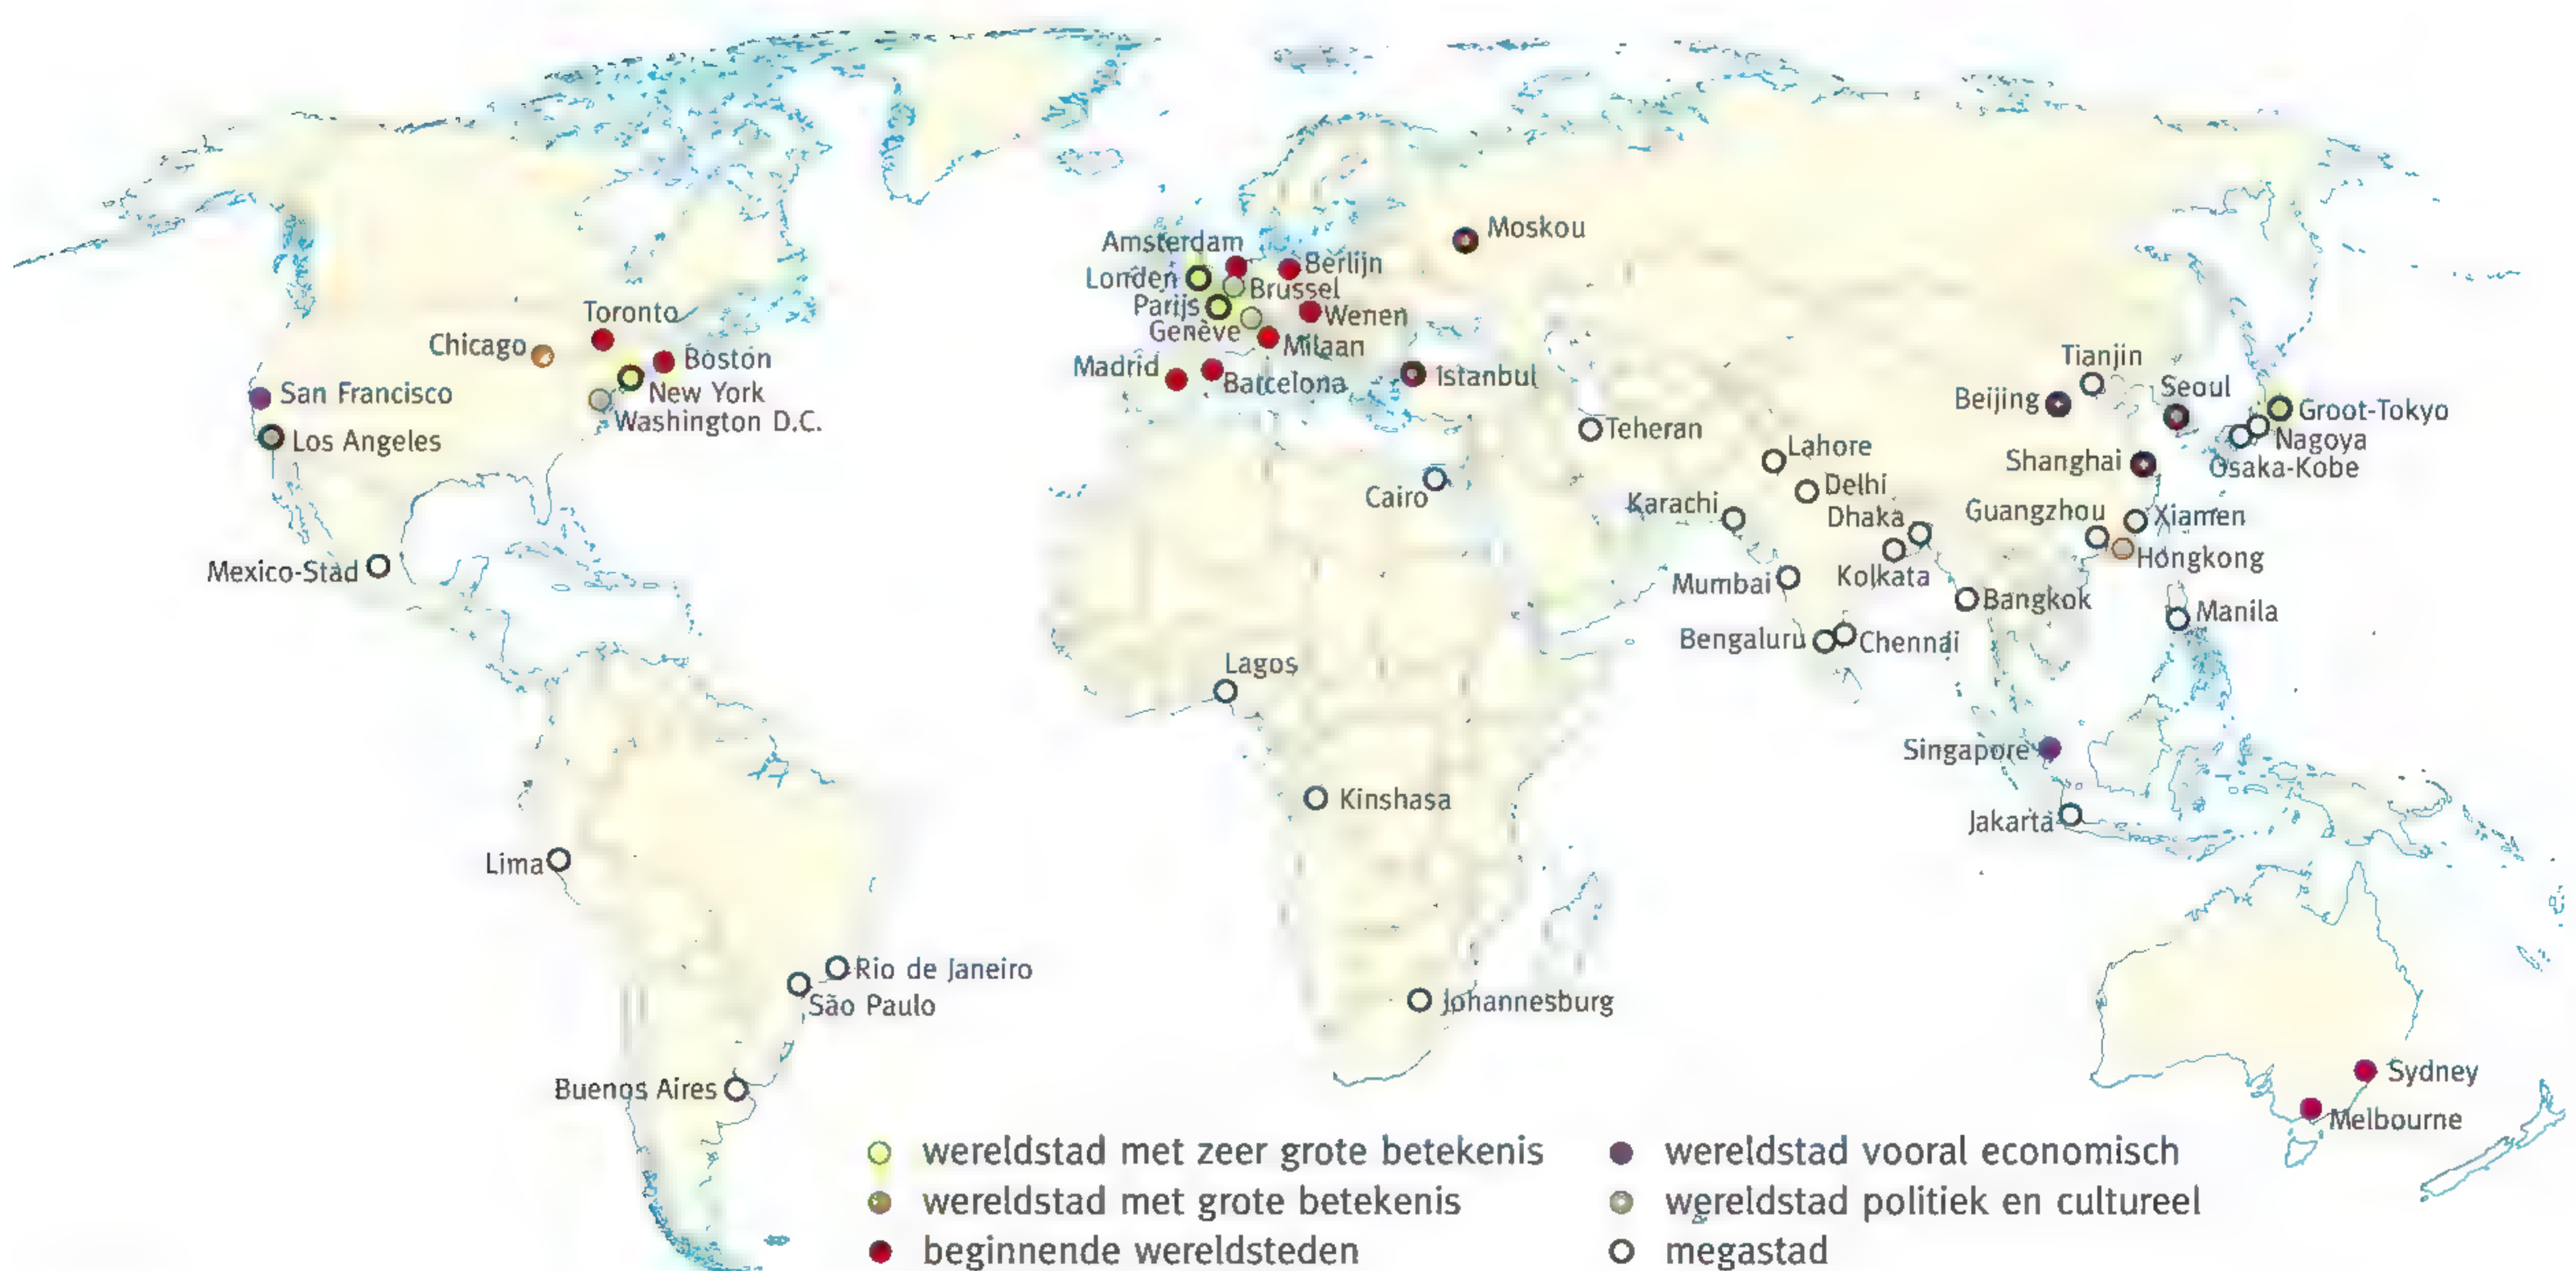 Moskou
Amsterdam
Berlijn
Londen
Brussel
Parijs
Wenen
Genève
Milaan
Madrid
Barcelona
Istanbul
Toronto
Chicago
Boston
San Francisco
New York
Washington D.C.
Los Angeles
Tianjin
Beijing
Seoul
Groot-Tokyo
Nagoya
Osaka-Kobe
Shanghai
Teheran
Lahore
Delhi
Cairo
Karachi
Dhaka
Guangzhou
Xiamen
Hongkong
Mexico-Stad
Mumbai
Kolkata
Bangkok
Manila
Bengaluru
Chennai
Lagos
Singapore
Kinshasa
Jakarta
Lima
Rio de Janeiro
São Paulo
Johannesburg
Sydney
Buenos Aires
Melbourne
wereldstad met zeer grote betekenis
wereldstad met grote betekenis
beginnende wereldsteden
wereldstad vooral economisch
wereldstad politiek en cultureel
megastad